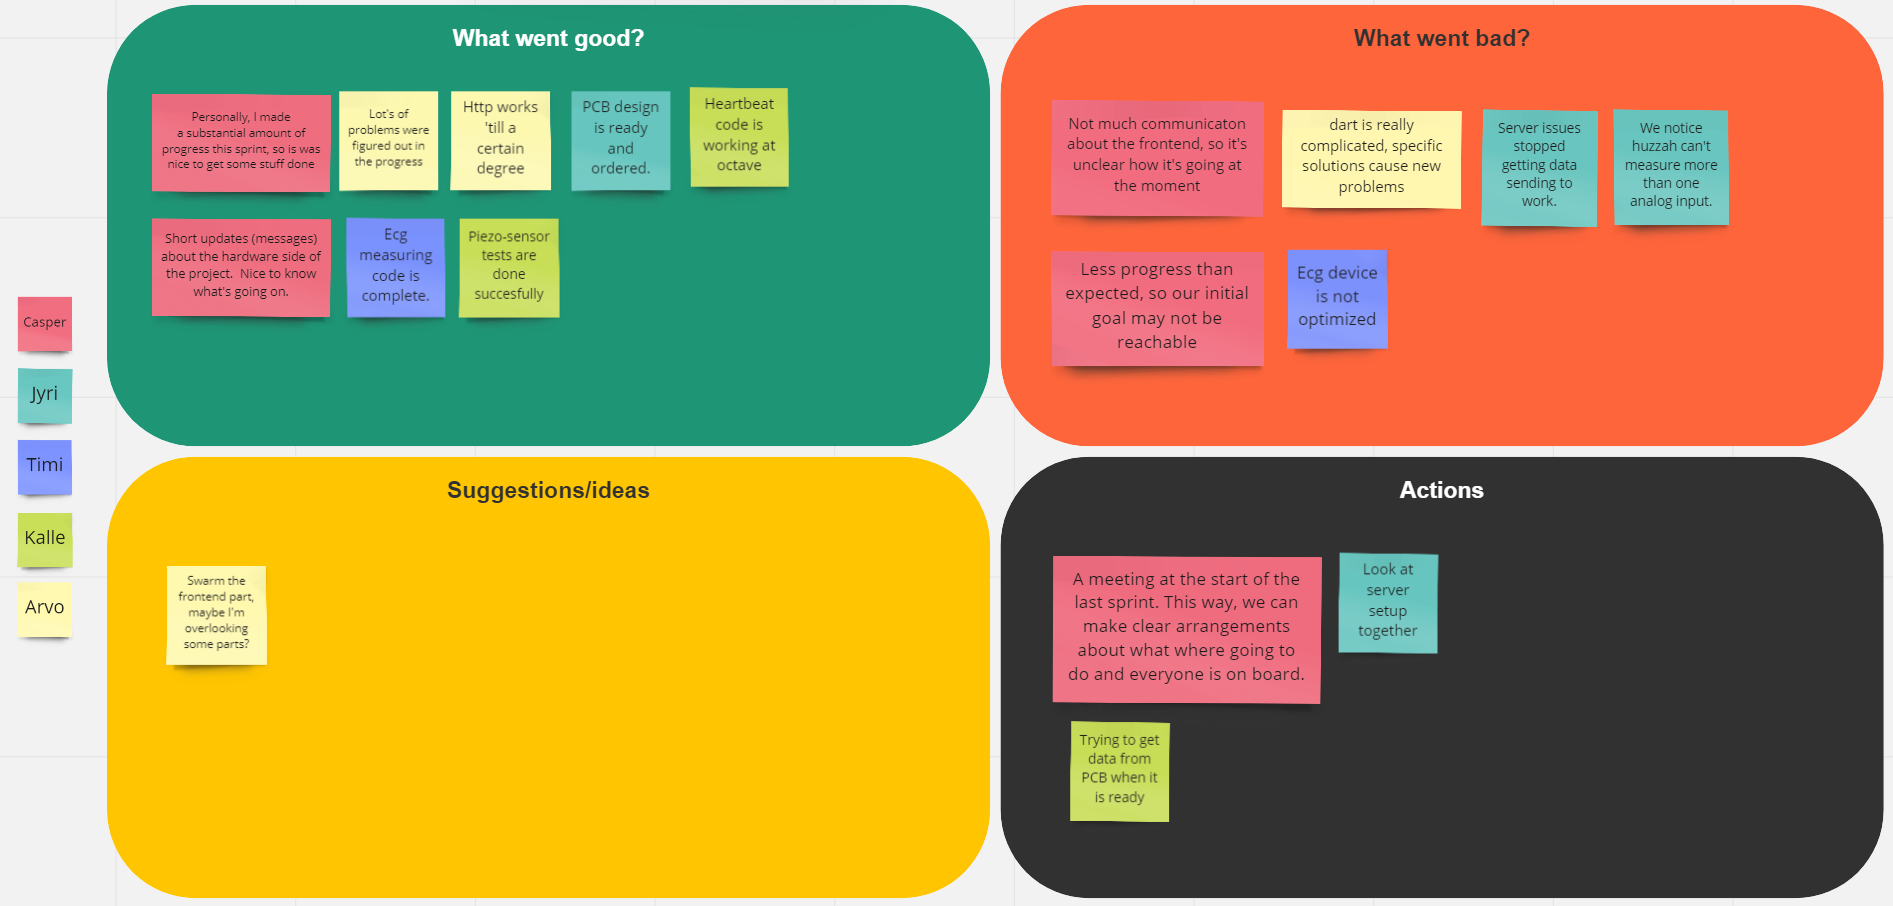 What went good?
Personally, I made
a substantial amount of
progress this sprint, so is was
nice to get some stuff done
Lot's of
problems were
figured out in
the progress
Http works
'till a
certain
degree
PCB design
is ready
and
ordered.
Heartbeat
code is
working at
octave
Short updates (messages)
about the hardware side of
the project. Nice to know
what's going on.
Ecg
measuring
code is
complete.
Piezo-sensor
tests are
done
succesfully
What went bad?
Not much communicaton
about the frontend, so it's
unclear how it's going at
the moment
dart is really
complicated, specific
solutions cause new
problems
Server issues
stopped
getting data
sending to
work.
We notice
huzzah can't
measure more
than one
analog input.
Less progress than
expected, so our initial
goal may not be
reachable
Ecg device
is not
optimized
Casper
Jyri
Timi
Kalle
Arvo
Suggestions/ideas
Swarm the
frontend part,
maybe I'm
overlooking
some parts?
Actions
A meeting at the start of the
last sprint. This way, we can
make clear arrangements
about what where going to
do and everyone is on board.
Look at
server
setup
together
Trying to get
data from
PCB when it
is ready